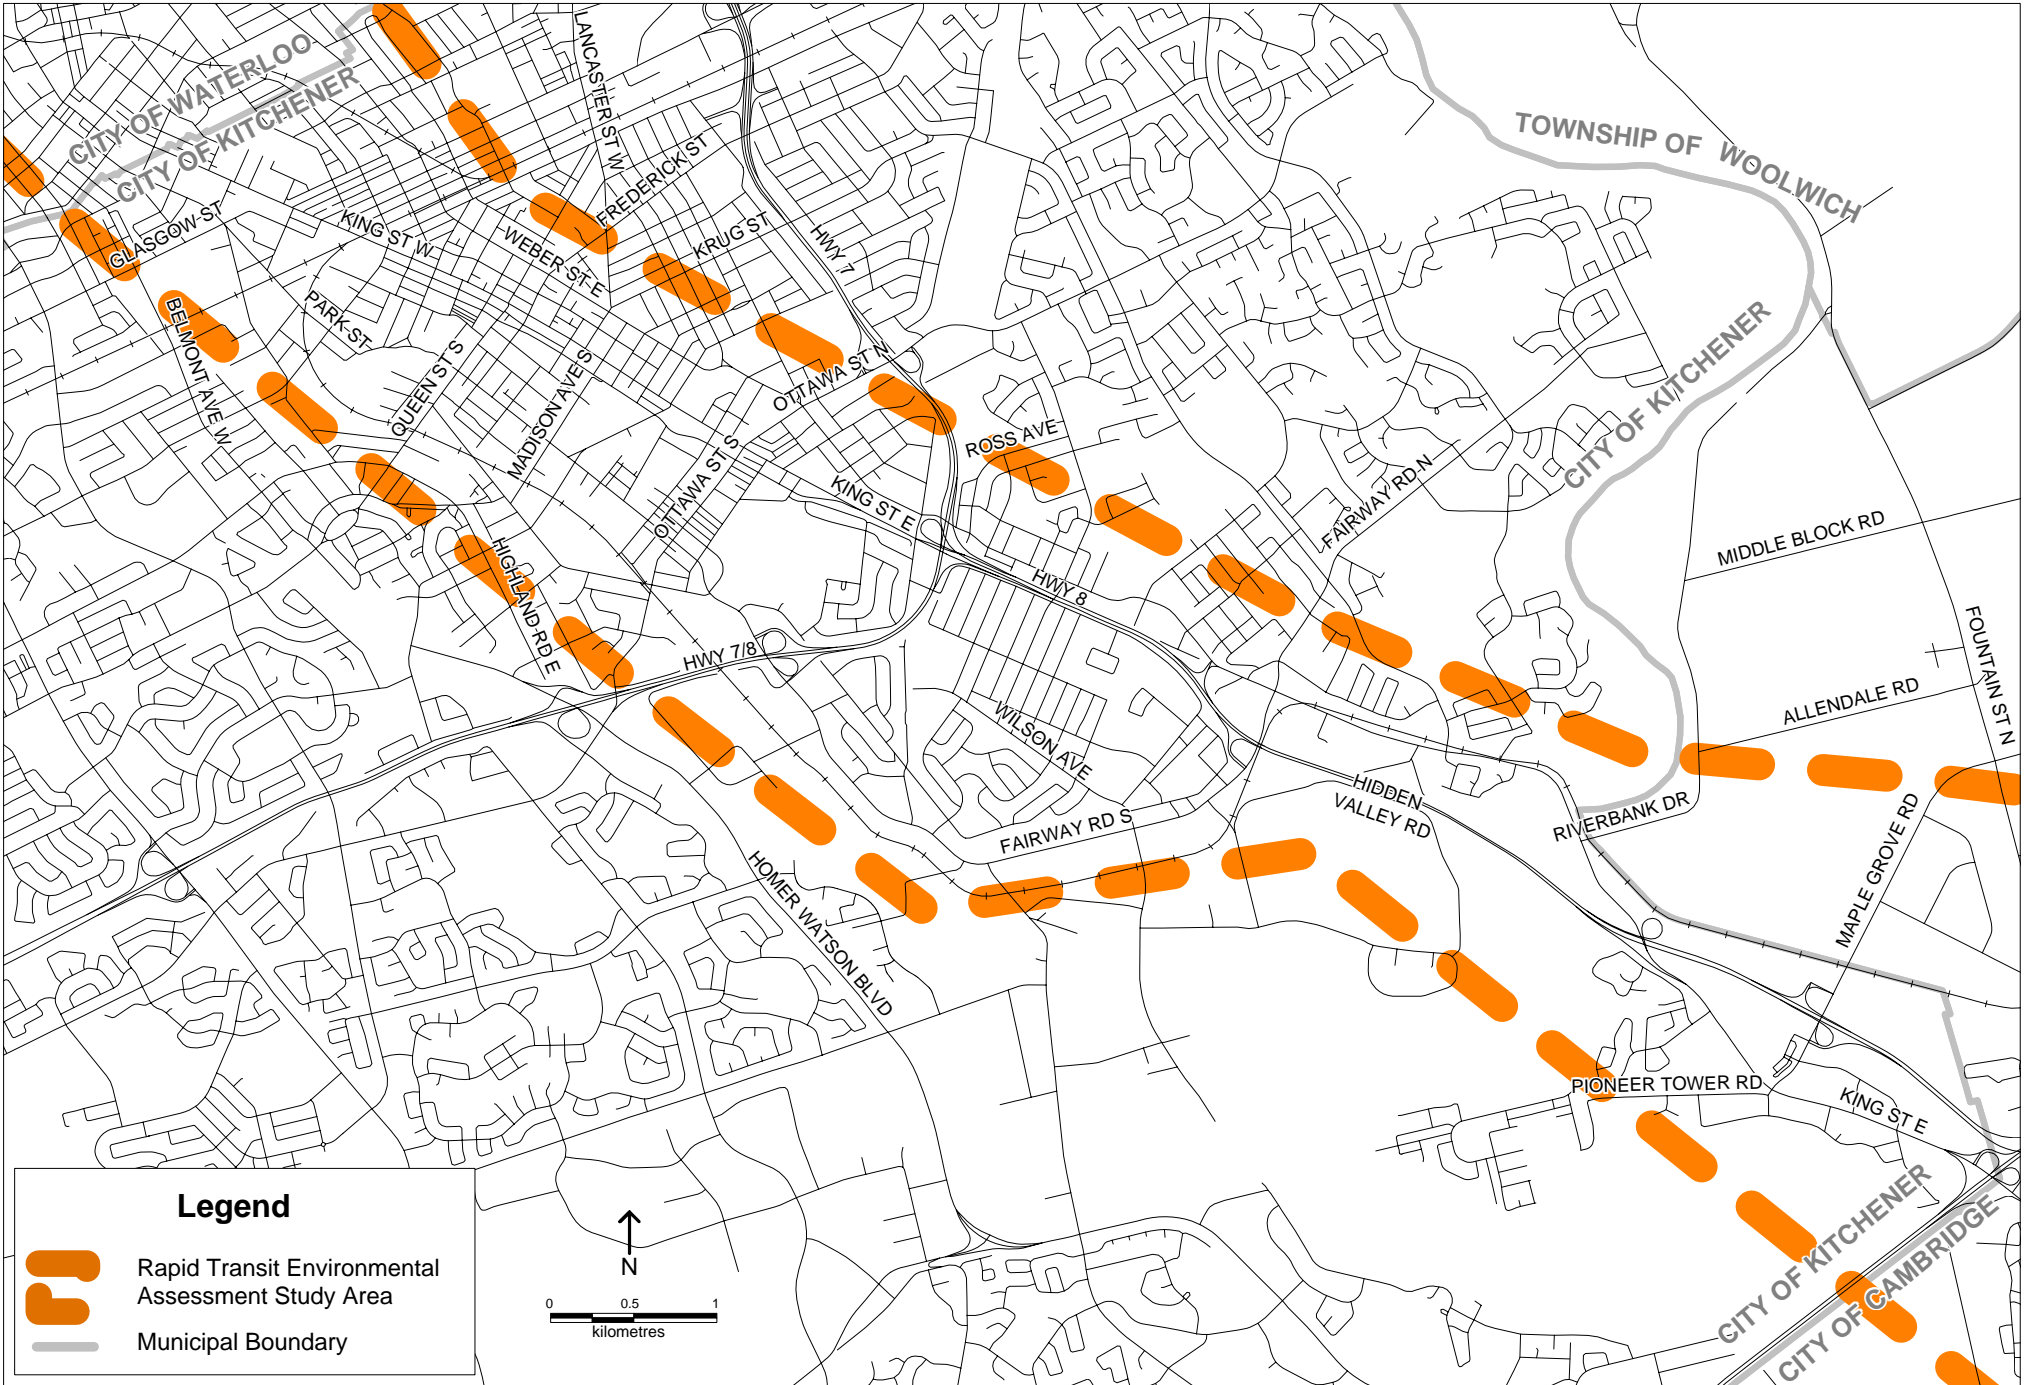 CITY OF WATERLOO
CITY OF KITCHENER
LANCASTER ST W
FREDERICK ST
TOWNSHIP OF WOOLWICH
GLASGOW ST
KING ST W
WEBER ST E
KRUG ST
HWY 7
BELMONT AVE W
PARK ST
QUEEN ST S
MADISON AVE S
OTTAWA ST N
CITY OF KITCHENER
OTTAWA ST S
ROSS AVE
KING ST E
FAIRWAY RD N
MIDDLE BLOCK RD
HIGHLAND RD E
HWY 8
FOUNTAIN ST N
HWY 7/8
ALLENDALE RD
WILSON AVE
HIDDEN
VALLEY RD
FAIRWAY RD S
RIVERBANK DR
MAPLE GROVE RD
HOMER WATSON BLVD
PIONEER TOWER RD
KING ST E
CITY OF KITCHENER
CITY OF CAMBRIDGE
Legend
Rapid Transit Environmental
Assessment Study Area
Municipal Boundary
N
0 0.5 1
kilometres